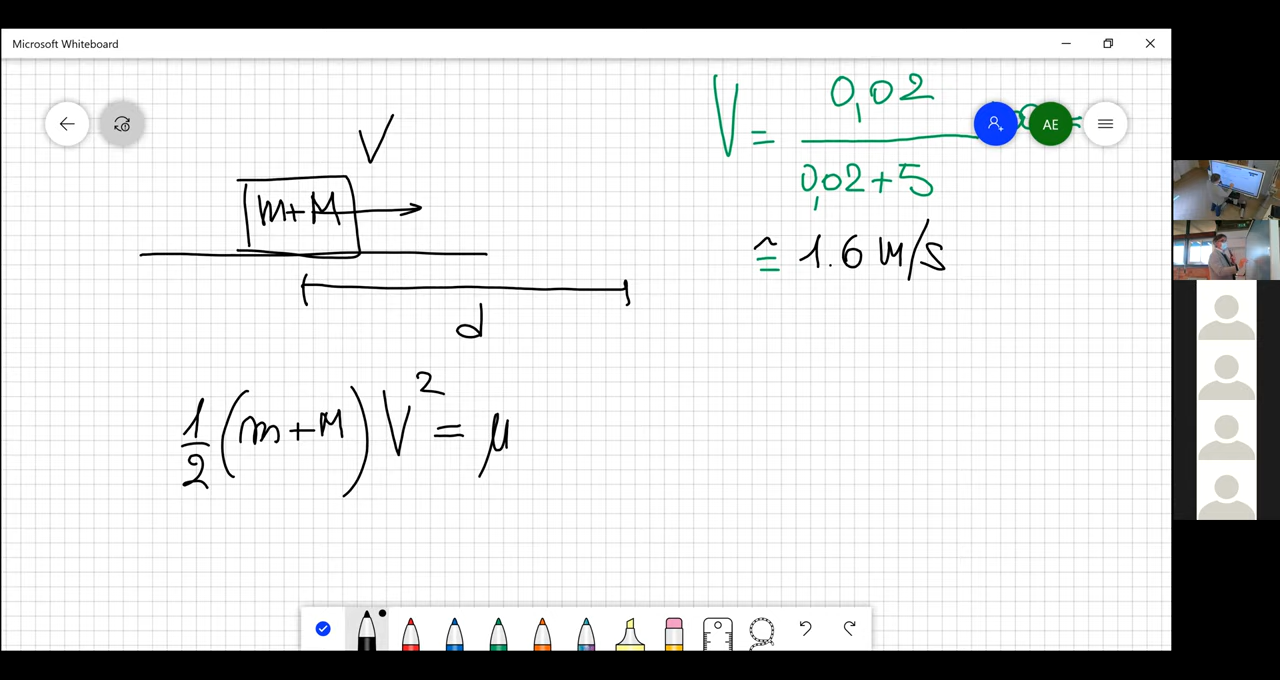 Microsoft Whiteboard
V
m+M
d
1/2 (m+M) V² = μ
V = 0,02 / 0,02+5
AE
≅ 1.6 M/S